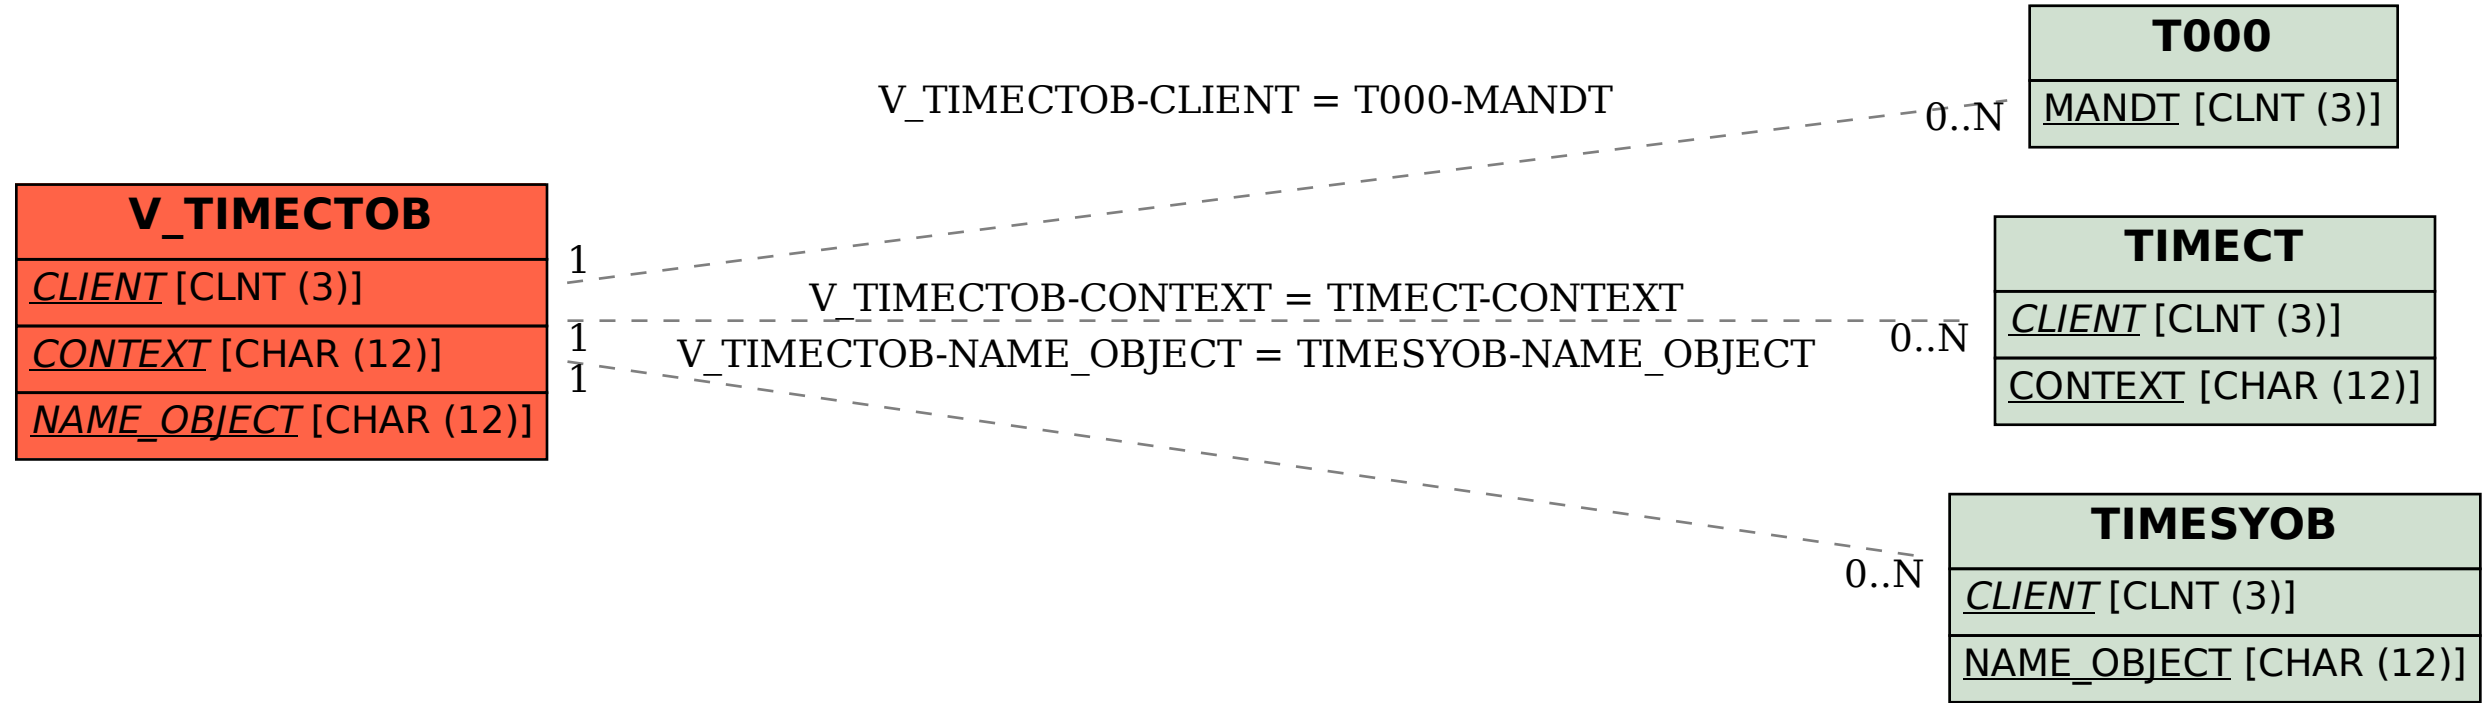 V_TIMECTOB
CLIENT [CLNT (3)]
CONTEXT [CHAR (12)]
NAME_OBJECT [CHAR (12)]
V_TIMECTOB-CLIENT = T000-MANDT
1
0..N
V_TIMECTOB-CONTEXT = TIMECT-CONTEXT
1
0..N
V_TIMECTOB-NAME_OBJECT = TIMESYOB-NAME_OBJECT
1
0..N
T000
MANDT [CLNT (3)]
TIMECT
CLIENT [CLNT (3)]
CONTEXT [CHAR (12)]
TIMESYOB
CLIENT [CLNT (3)]
NAME_OBJECT [CHAR (12)]